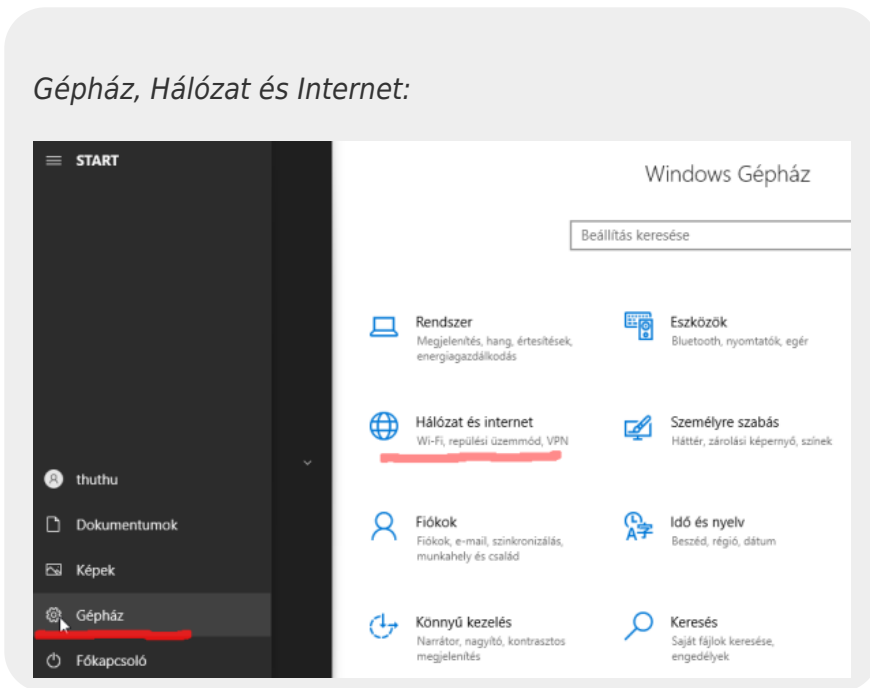 Gépház, Hálózat és Internet:
START
thuthu
Dokumentumok
Képek
Gépház
Főkapcsoló
Windows Gépház
Beállítás keresése
Rendszer
Megjelenítés, hang, értesítések,
energiagazdálkodás
Eszközök
Bluetooth, nyomtatók, egér
Hálózat és internet
Wi-Fi, repülési üzemmód, VPN
Személyre szabás
Háttér, zárolási képernyő, színek
Fiókok
Fiókok, e-mail, szinkronizálás,
munkahely és család
Idő és nyelv
Beszéd, régió, dátum
Könnyű kezelés
Narrátor, nagyító, kontrasztos
megjelenítés
Keresés
Saját fájlok keresése,
engedélyek